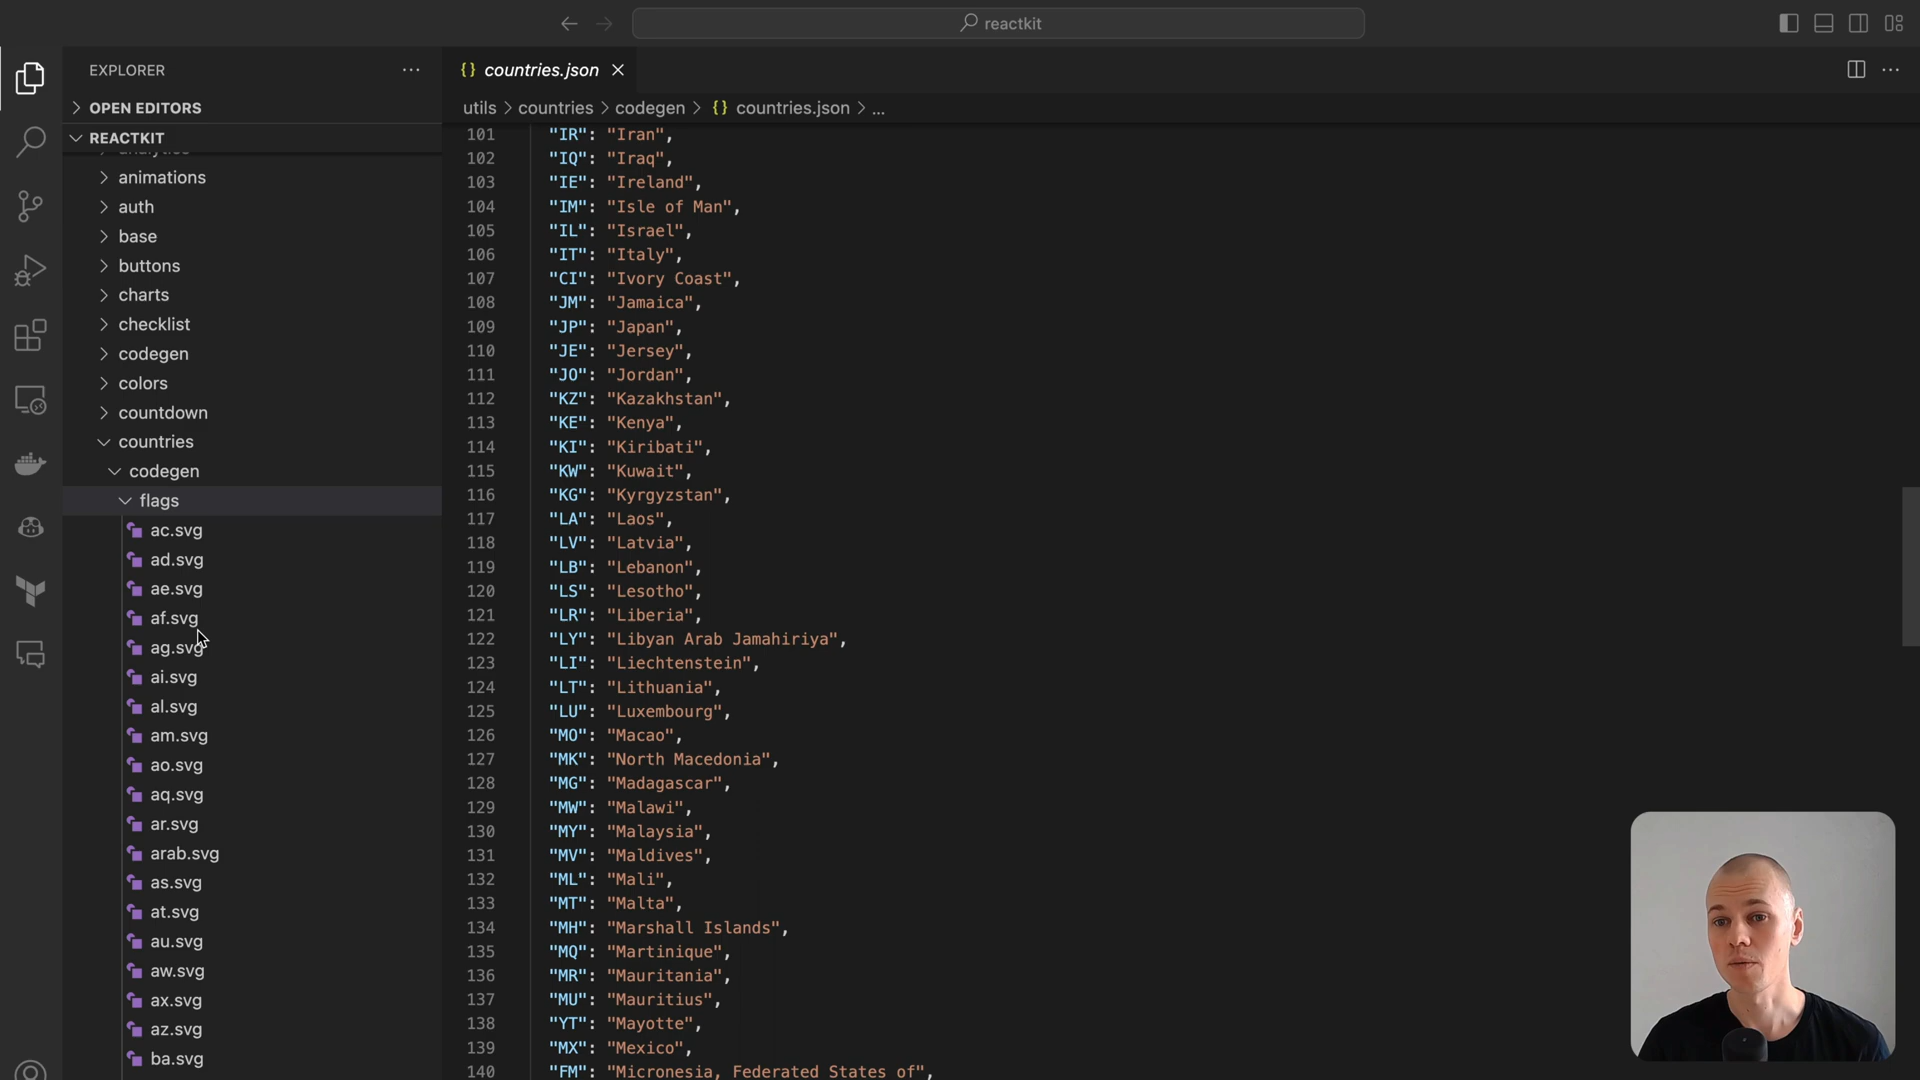 reactkit
EXPLORER
OPEN EDITORS
REACTKIT
animations
auth
base
buttons
charts
checklist
codegen
colors
countdown
countries
codegen
flags
ac.svg
ad.svg
ae.svg
af.svg
ag.svg
ai.svg
al.svg
am.svg
ao.svg
aq.svg
ar.svg
arab.svg
as.svg
at.svg
au.svg
aw.svg
ax.svg
az.svg
ba.svg
{} countries.json
utils > countries > codegen > {} countries.json > ...
101 "IR": "Iran",
102 "IQ": "Iraq",
103 "IE": "Ireland",
104 "IM": "Isle of Man",
105 "IL": "Israel",
106 "IT": "Italy",
107 "CI": "Ivory Coast",
108 "JM": "Jamaica",
109 "JP": "Japan",
110 "JE": "Jersey",
111 "JO": "Jordan",
112 "KZ": "Kazakhstan",
113 "KE": "Kenya",
114 "KI": "Kiribati",
115 "KW": "Kuwait",
116 "KG": "Kyrgyzstan",
117 "LA": "Laos",
118 "LV": "Latvia",
119 "LB": "Lebanon",
120 "LS": "Lesotho",
121 "LR": "Liberia",
122 "LY": "Libyan Arab Jamahiriya",
123 "LI": "Liechtenstein",
124 "LT": "Lithuania",
125 "LU": "Luxembourg",
126 "MO": "Macao",
127 "MK": "North Macedonia",
128 "MG": "Madagascar",
129 "MW": "Malawi",
130 "MY": "Malaysia",
131 "MV": "Maldives",
132 "ML": "Mali",
133 "MT": "Malta",
134 "MH": "Marshall Islands",
135 "MQ": "Martinique",
136 "MR": "Mauritania",
137 "MU": "Mauritius",
138 "YT": "Mayotte",
139 "MX": "Mexico",
140 "FM": "Micronesia, Federated States of",